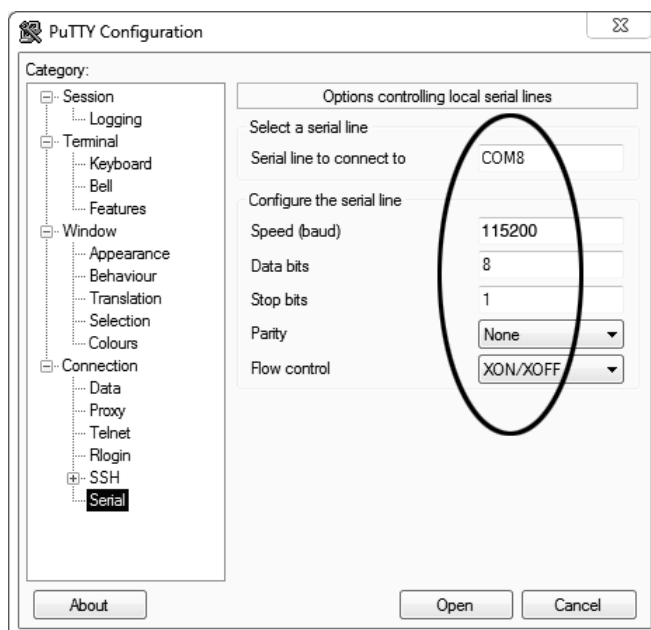 PuTTY Configuration
Category:
Session
Logging
Terminal
Keyboard
Bell
Features
Window
Appearance
Behaviour
Translation
Selection
Colours
Connection
Data
Proxy
Telnet
Rlogin
SSH
Serial
Options controlling local serial lines
Select a serial line
Serial line to connect to COM8
Configure the serial line
Speed (baud) 115200
Data bits 8
Stop bits 1
Parity None
Flow control XON/XOFF
About Open Cancel